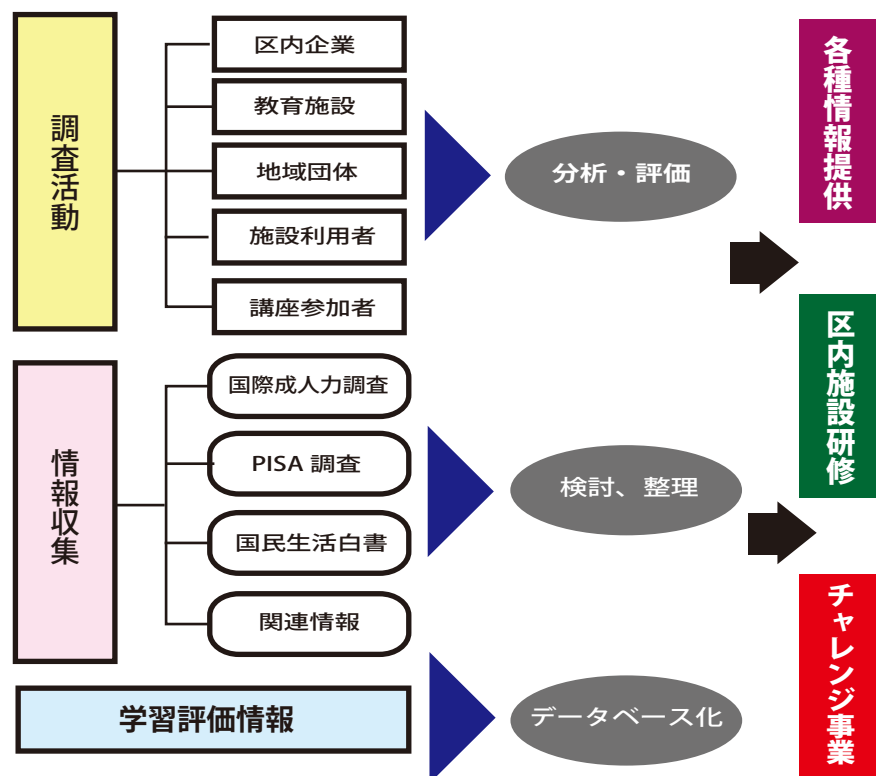 調査活動
区内企業
教育施設
地域団体
施設利用者
講座参加者
分析・評価
各種情報提供
情報収集
国際成人力調査
PISA 調査
国民生活白書
関連情報
検討、整理
区内施設研修
学習評価情報
データベース化
チャレンジ事業